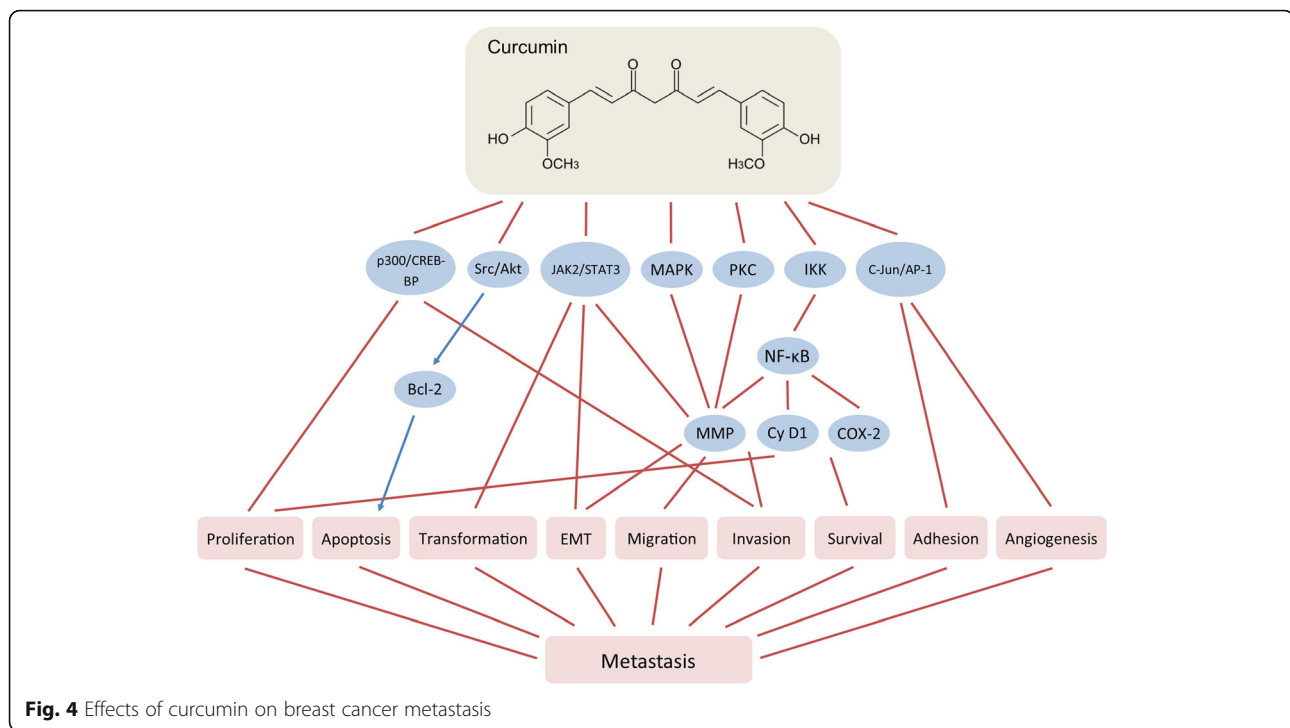 Curcumin
O O
HO OH
OCH3 H3CO
p300/CREB-
BP
Src/Akt
JAK2/STAT3
MAPK
PKC
IKK
C-Jun/AP-1
NF-κB
Bcl-2
MMP
Cy D1
COX-2
Proliferation
Apoptosis
Transformation
EMT
Migration
Invasion
Survival
Adhesion
Angiogenesis
Metastasis
Fig. 4 Effects of curcumin on breast cancer metastasis